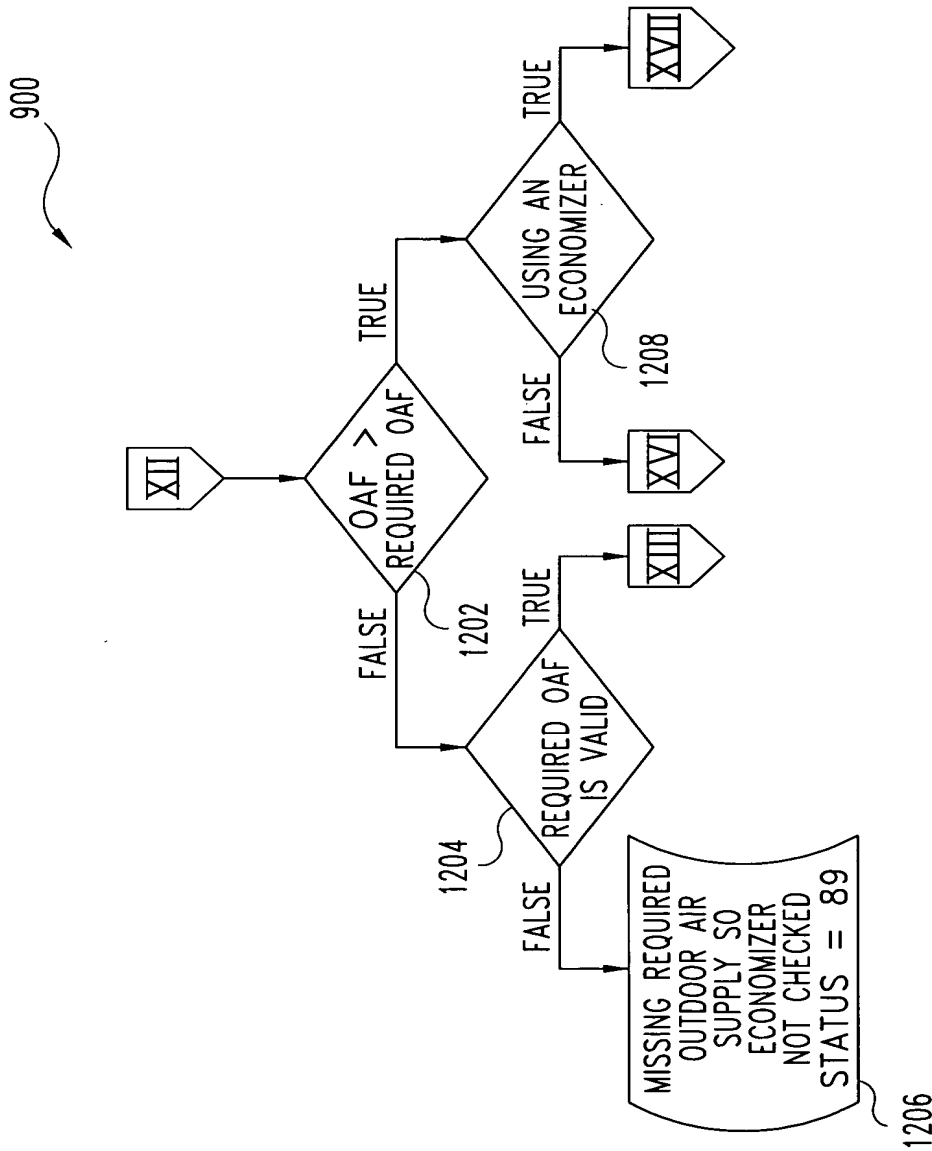 900
XII
OAF >
REQUIRED OAF
1202
FALSE
TRUE
REQUIRED OAF
IS VALID
1204
FALSE
TRUE
USING AN
ECONOMIZER
1208
FALSE
TRUE
MISSING REQUIRED
OUTDOOR AIR
SUPPLY SO
ECONOMIZER
NOT CHECKED
STATUS = 89
1206
XIII
XVI
XVII